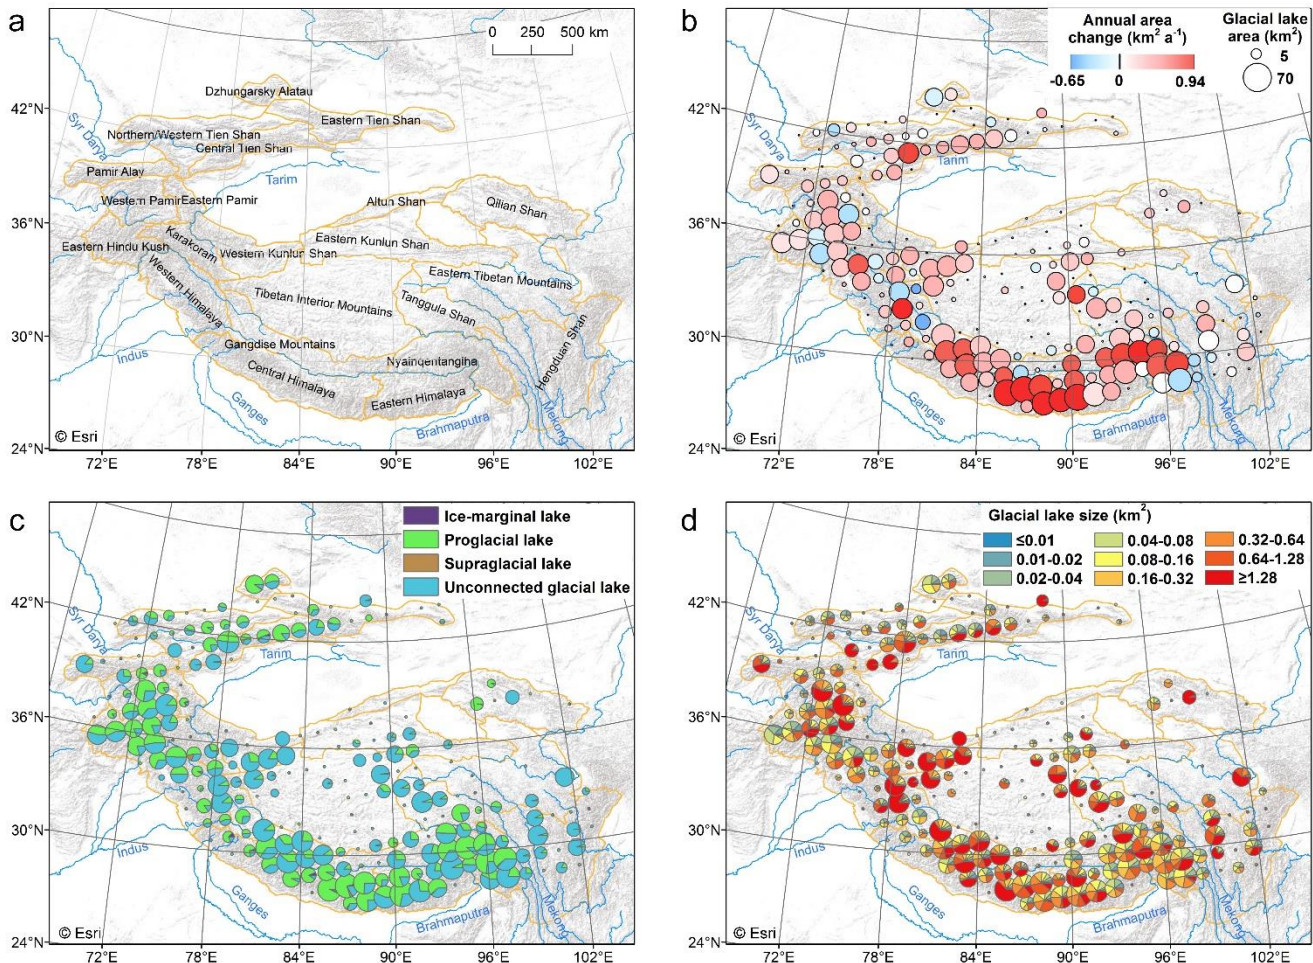 a
0 250 500 km
Dzhungarsky Alatau
42°N
Eastern Tien Shan
Syr Darya
Northern/Western Tien Shan
Central Tien Shan
Pamir Alay
Tarim
Western Pamir Eastern Pamir
Altun Shan
Qilian Shan
36°N
Karakoram
Eastern Hindu Kush
Eastern Kunlun Shan
Western Kunlun Shan
Western Himalaya
Eastern Tibetan Mountains
Tibetan Interior Mountains
Tanggula Shan
30°N
Indus
Gangdise Mountains
Hengduan Shan
Nyainqentanglha
Central Himalaya
Eastern Himalaya
Ganges
Brahmaputra
Mekong
© Esri
24°N
72°E 78°E 84°E 90°E 96°E 102°E
b
Annual area
change (km² a⁻¹)
-0.65 0 0.94
Glacial lake
area (km²)
5
70
42°N
Syr Darya
Tarim
36°N
30°N
Indus
Ganges
Brahmaputra
Mekong
© Esri
24°N
72°E 78°E 84°E 90°E 96°E 102°E
c
Ice-marginal lake
Proglacial lake
Supraglacial lake
Unconnected glacial lake
42°N
Syr Darya
Tarim
36°N
30°N
Indus
Ganges
Brahmaputra
Mekong
© Esri
24°N
72°E 78°E 84°E 90°E 96°E 102°E
d
Glacial lake size (km²)
≤0.01 0.04-0.08 0.32-0.64
0.01-0.02 0.08-0.16 0.64-1.28
0.02-0.04 0.16-0.32 ≥1.28
42°N
Syr Darya
Tarim
36°N
30°N
Indus
Ganges
Brahmaputra
Mekong
© Esri
24°N
72°E 78°E 84°E 90°E 96°E 102°E